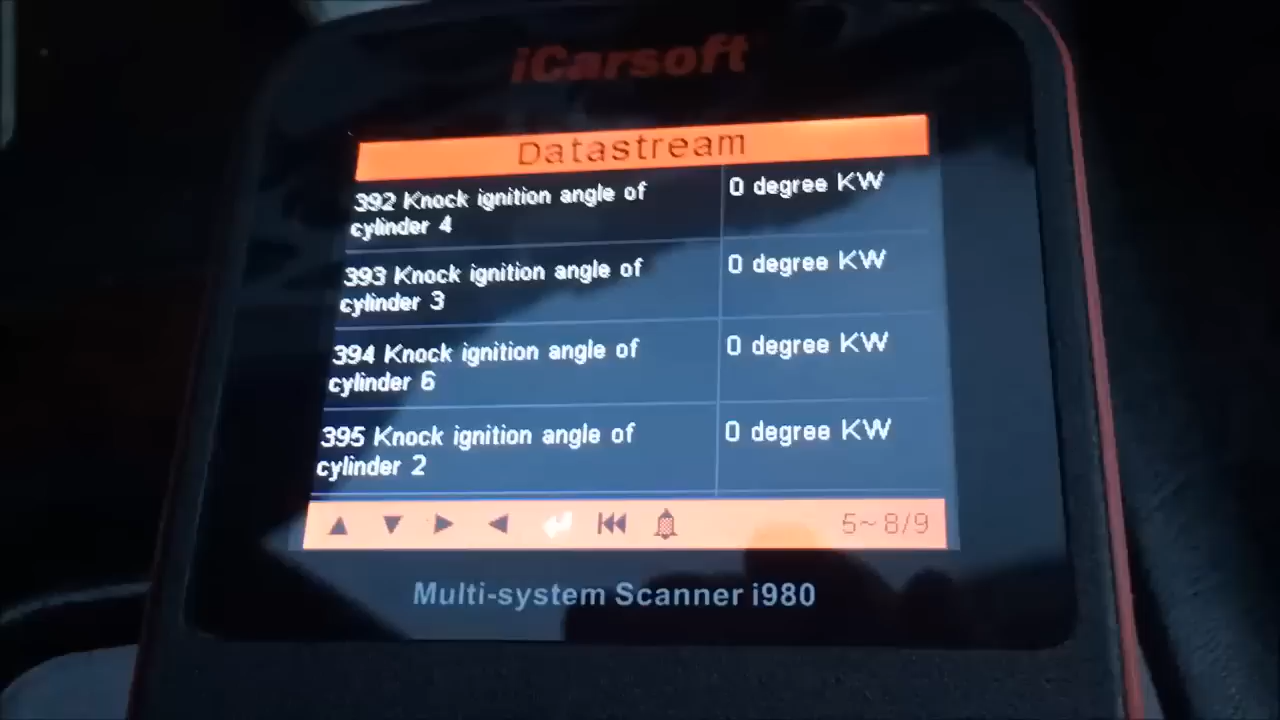 iCarsoft
Datastream
392 Knock ignition angle of
cylinder 4
0 degree KW
393 Knock ignition angle of
cylinder 3
0 degree KW
394 Knock ignition angle of
cylinder 6
0 degree KW
395 Knock ignition angle of
cylinder 2
0 degree KW
5~8/9
Multi-system Scanner i980